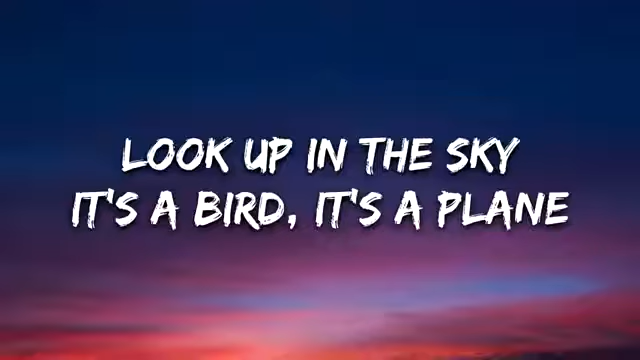 LOOK UP IN THE SKY
IT'S A BIRD, IT'S A PLANE